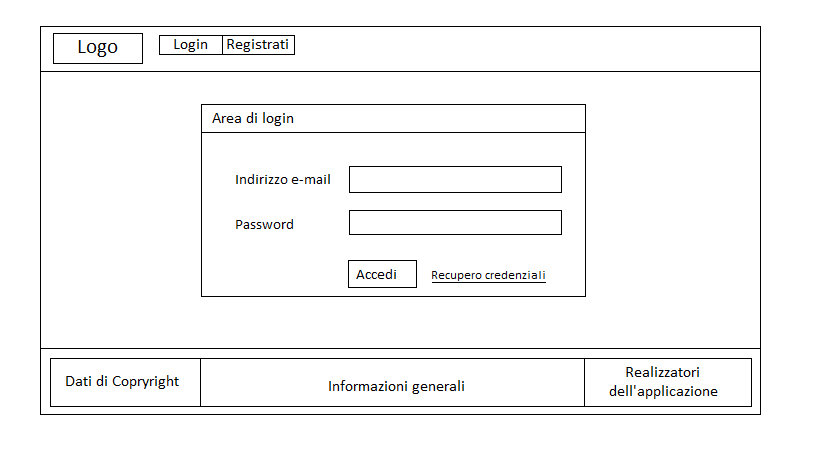 Logo
Login
Registrati
Area di login
Indirizzo e-mail
Password
Accedi
Recupero credenziali
Dati di Copryright
Informazioni generali
Realizzatori
dell'applicazione